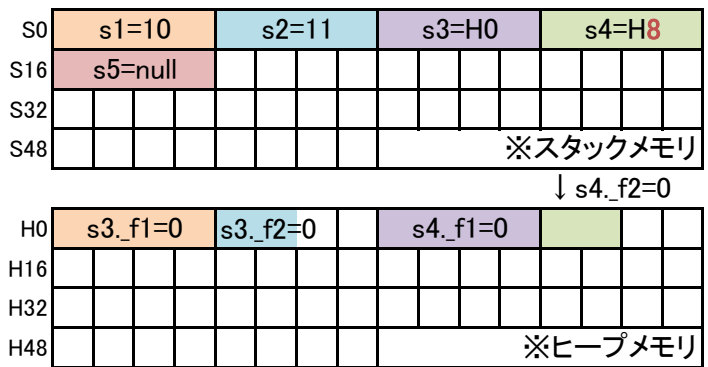 S0 s1=10 s2=11 s3=H0 s4=H8
S16 s5=null
S32
S48 ※スタックメモリ
↓ s4._f2=0
H0 s3._f1=0 s3._f2=0 s4._f1=0
H16
H32
H48 ※ヒープメモリ